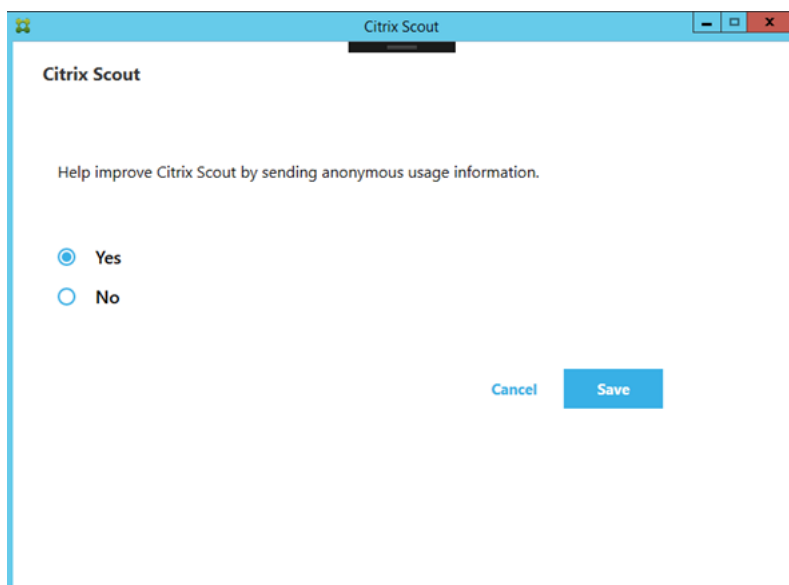 Citrix Scout
Citrix Scout
Help improve Citrix Scout by sending anonymous usage information.
Yes
No
Cancel Save